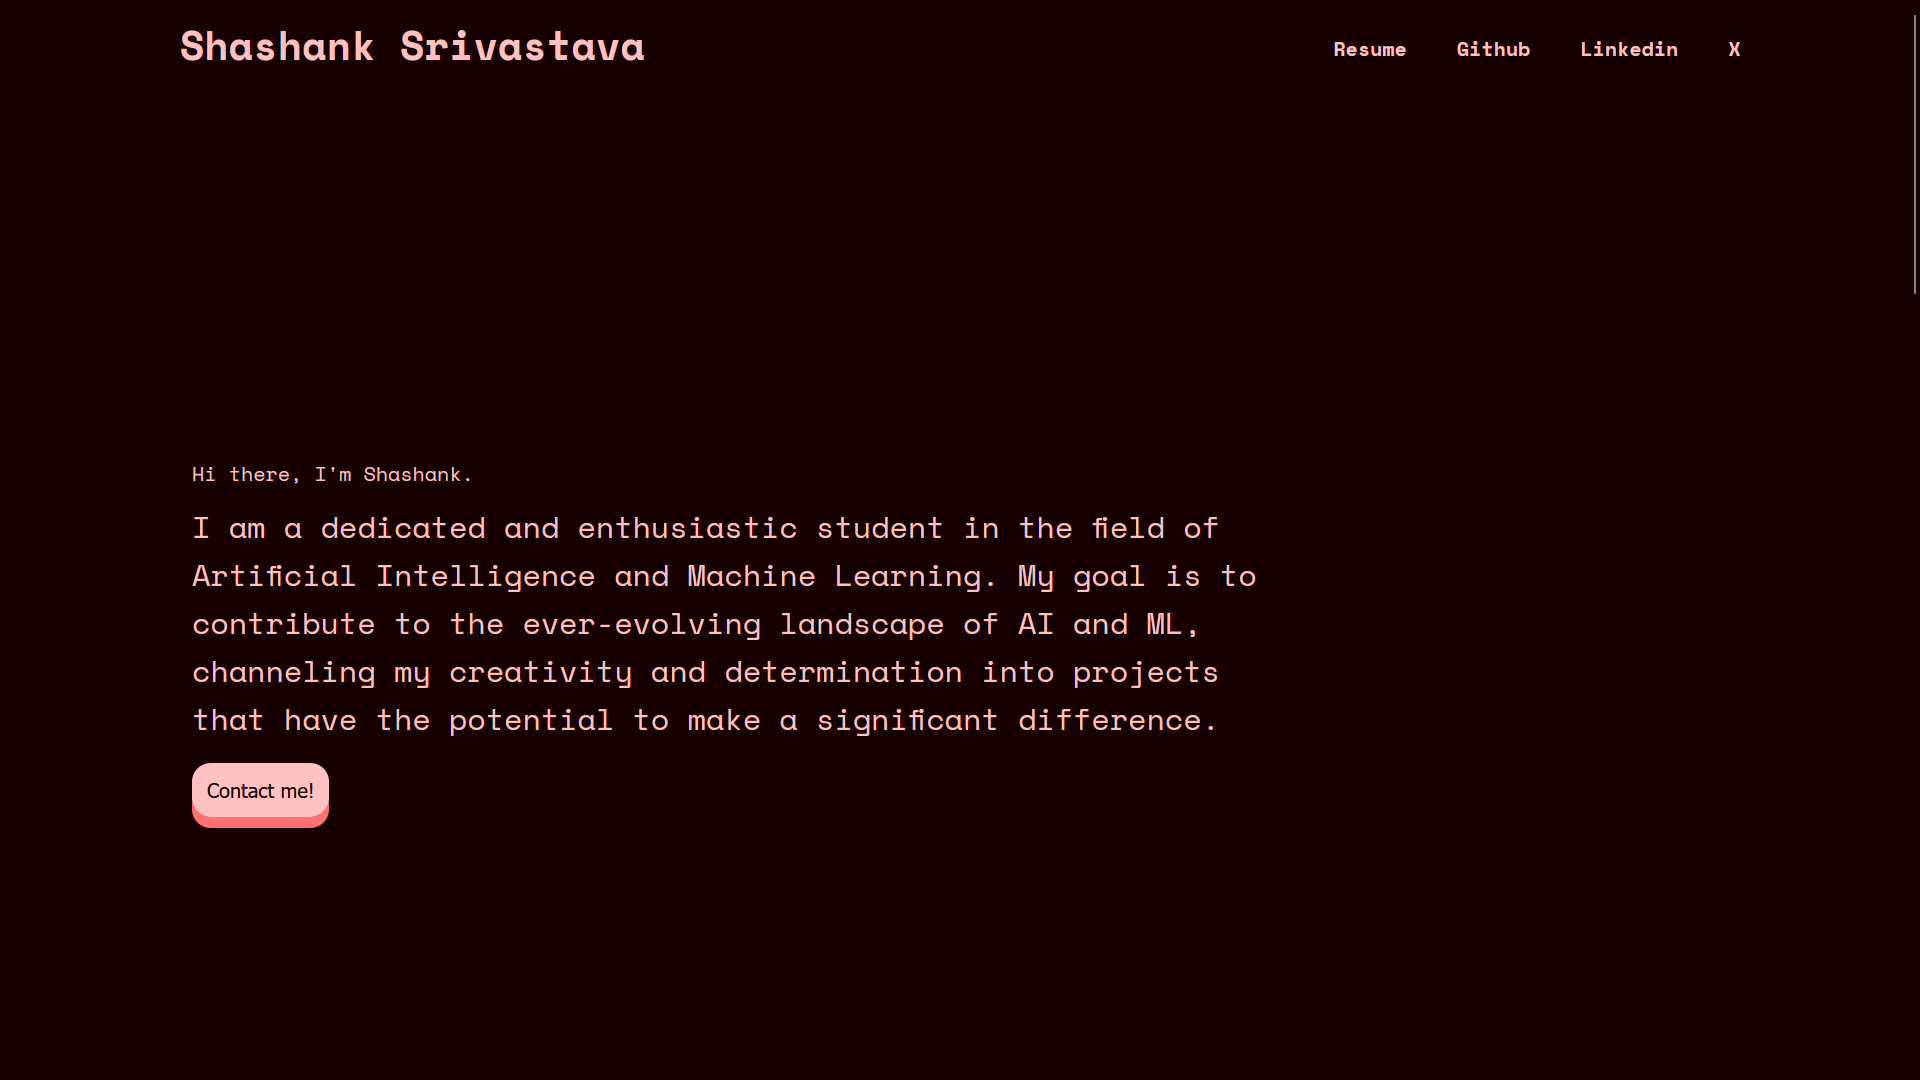 Shashank Srivastava
Resume Github Linkedin X
Hi there, I'm Shashank.
I am a dedicated and enthusiastic student in the field of
Artificial Intelligence and Machine Learning. My goal is to
contribute to the ever-evolving landscape of AI and ML,
channeling my creativity and determination into projects
that have the potential to make a significant difference.
Contact me!